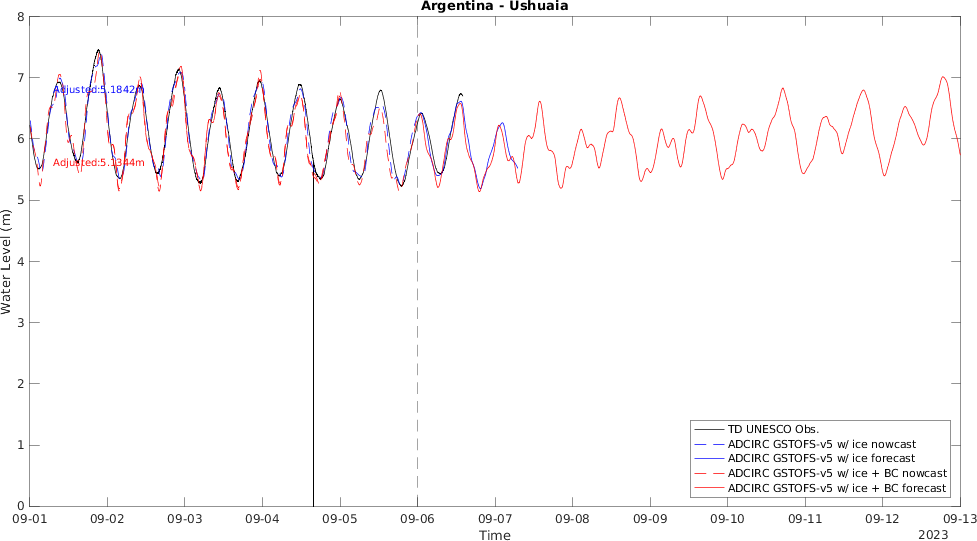 Argentina - Ushuaia
Water Level (m)
8
7
6
5
4
3
2
1
0
Adjusted:5.1842m
Adjusted:5.1344m
TD UNESCO Obs.
ADCIRC GSTOFS-v5 w/ ice nowcast
ADCIRC GSTOFS-v5 w/ ice forecast
ADCIRC GSTOFS-v5 w/ ice + BC nowcast
ADCIRC GSTOFS-v5 w/ ice + BC forecast
09-01 09-02 09-03 09-04 09-05 09-06 09-07 09-08 09-09 09-10 09-11 09-12 09-13
Time
2023